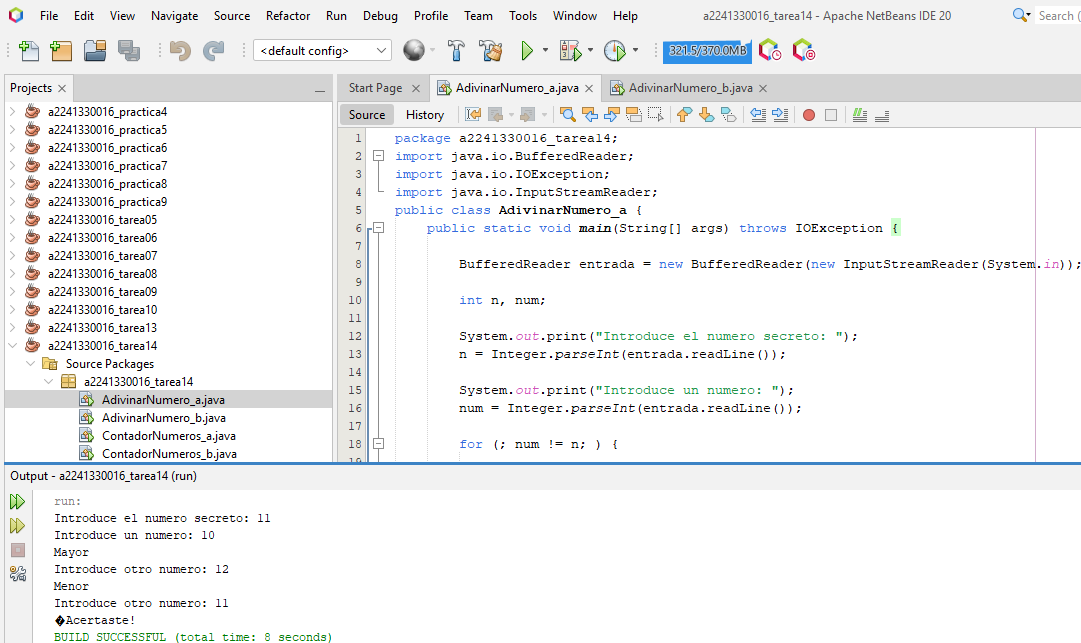 File Edit View Navigate Source Refactor Run Debug Profile Team Tools Window Help a2241330016_tarea14 - Apache NetBeans IDE 20 Search (
<default config> 321.5/370.0MB
Projects
a2241330016_practica4
a2241330016_practica5
a2241330016_practica6
a2241330016_practica7
a2241330016_practica8
a2241330016_practica9
a2241330016_tarea05
a2241330016_tarea06
a2241330016_tarea07
a2241330016_tarea08
a2241330016_tarea09
a2241330016_tarea10
a2241330016_tarea13
a2241330016_tarea14
Source Packages
a2241330016_tarea14
AdivinarNumero_a.java
AdivinarNumero_b.java
ContadorNumeros_a.java
ContadorNumeros_b.java
Start Page AdivinarNumero_a.java AdivinarNumero_b.java
Source History
1 package a2241330016_tarea14;
2 import java.io.BufferedReader;
3 import java.io.IOException;
4 import java.io.InputStreamReader;
5 public class AdivinarNumero_a {
6 public static void main(String[] args) throws IOException {
7
8 BufferedReader entrada = new BufferedReader(new InputStreamReader(System.in));
9
10 int n, num;
11
12 System.out.print("Introduce el numero secreto: ");
13 n = Integer.parseInt(entrada.readLine());
14
15 System.out.print("Introduce un numero: ");
16 num = Integer.parseInt(entrada.readLine());
17
18 for (; num != n; ) {
19
Output - a2241330016_tarea14 (run)
run:
Introduce el numero secreto: 11
Introduce un numero: 10
Mayor
Introduce otro numero: 12
Menor
Introduce otro numero: 11
�Acertaste!
BUILD SUCCESSFUL (total time: 8 seconds)